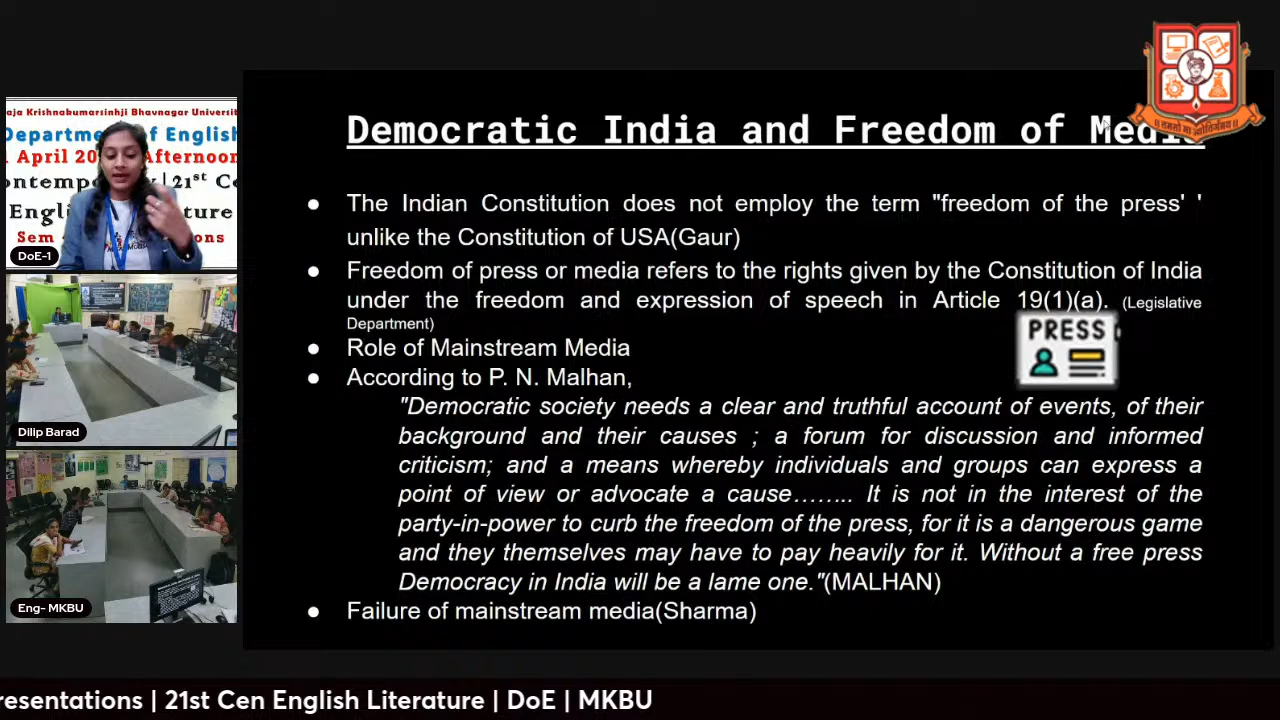 aja Krishnakumarsinhji Bhavnagar Universit
Department of English
April 20 Afternoon
ontemp 21st Ce
Engli rature
Sem ons
DoE-1
Dilip Barad
Eng- MKBU
Democratic India and Freedom of Media
● The Indian Constitution does not employ the term "freedom of the press' '
unlike the Constitution of USA(Gaur)
● Freedom of press or media refers to the rights given by the Constitution of India
under the freedom and expression of speech in Article 19(1)(a). (Legislative
Department)
PRESS
● Role of Mainstream Media
● According to P. N. Malhan,
"Democratic society needs a clear and truthful account of events, of their
background and their causes ; a forum for discussion and informed
criticism; and a means whereby individuals and groups can express a
point of view or advocate a cause…….. It is not in the interest of the
party-in-power to curb the freedom of the press, for it is a dangerous game
and they themselves may have to pay heavily for it. Without a free press
Democracy in India will be a lame one."(MALHAN)
● Failure of mainstream media(Sharma)
resentations | 21st Cen English Literature | DoE | MKBU